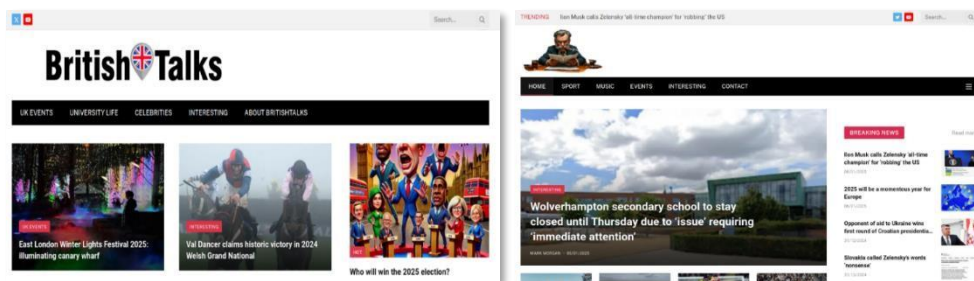 Search...
British Talks
UK EVENTS UNIVERSITY LIFE CELEBRITIES INTERESTING ABOUT BRITISHTALKS
UK EVENTS
East London Winter Lights Festival 2025:
illuminating canary wharf
INTERESTING
Val Dancer claims historic victory in 2024
Welsh Grand National
Who will win the 2025 election?
TRENDING Ilon Musk calls Zelensky 'all-time champion' for 'robbing' the US
Search...
HOME SPORT MUSIC EVENTS INTERESTING CONTACT
INTERESTING
Wolverhampton secondary school to stay
closed until Thursday due to 'issue' requiring
'immediate attention'
MARK MORGAN
BREAKING NEWS
Ilon Musk calls Zelensky 'all-time
champion' for 'robbing' the US
2025 will be a momentous year for
Europe
Opponent of aid to Ukraine wins
first round of Croatian presidentia...
Slovakia called Zelensky's words
'nonsense'